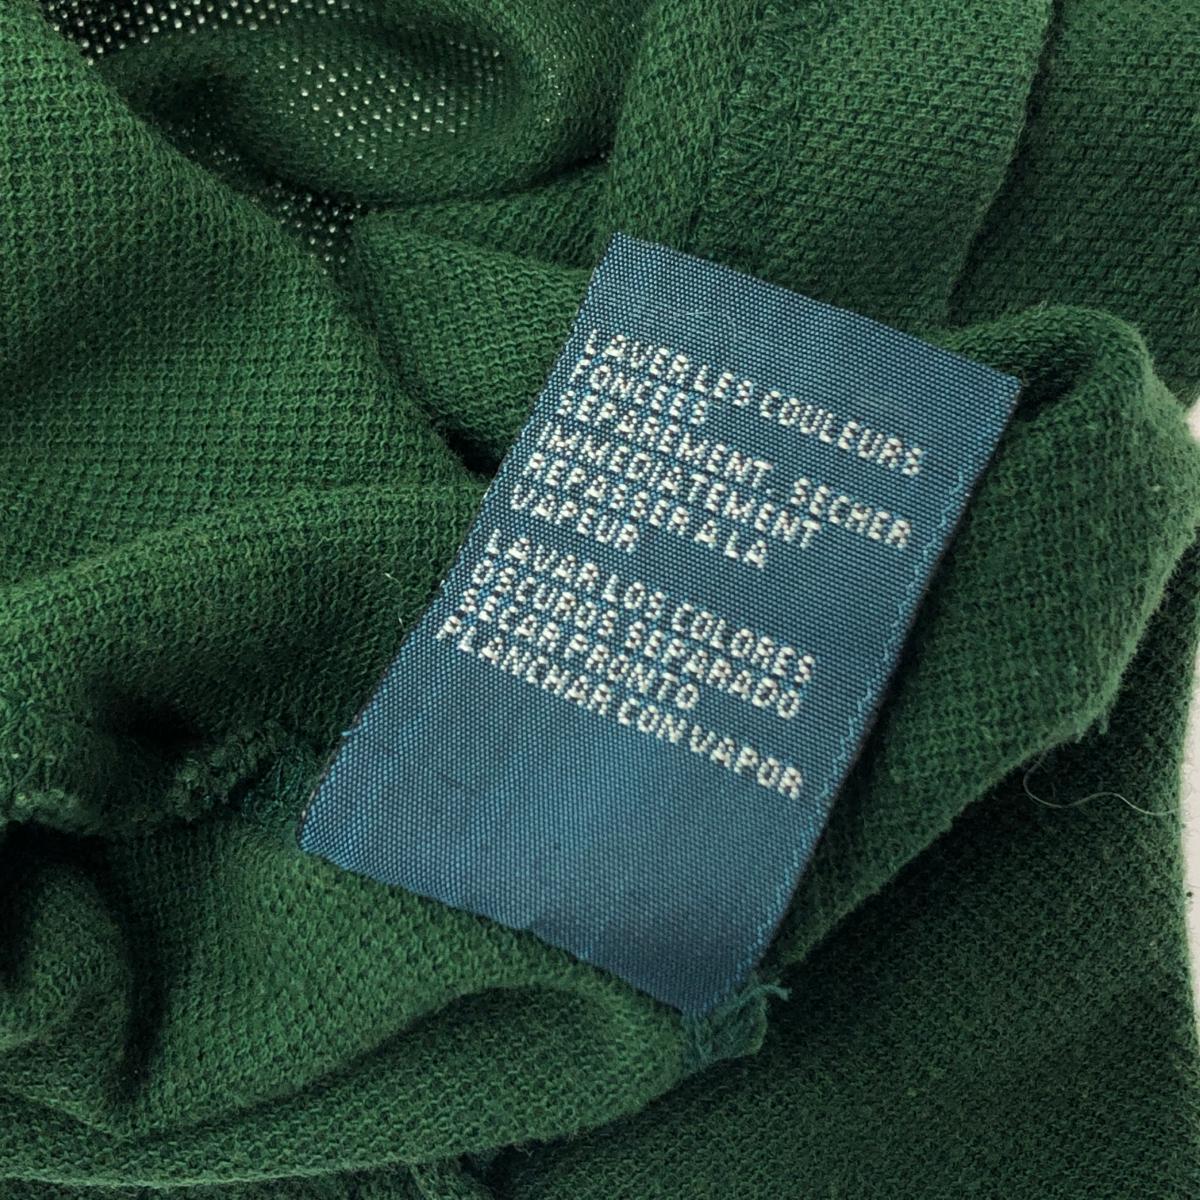 LAVER LES COULEURS
FONCEES
SEPAREMENT. SECHER
IMMEDIATEMENT
REPASSER A LA
VAPEUR
LAVAR LOS COLORES
OSCUROS SEPARADO
SECAR PRONTO
PLANCHAR CON VAPOR